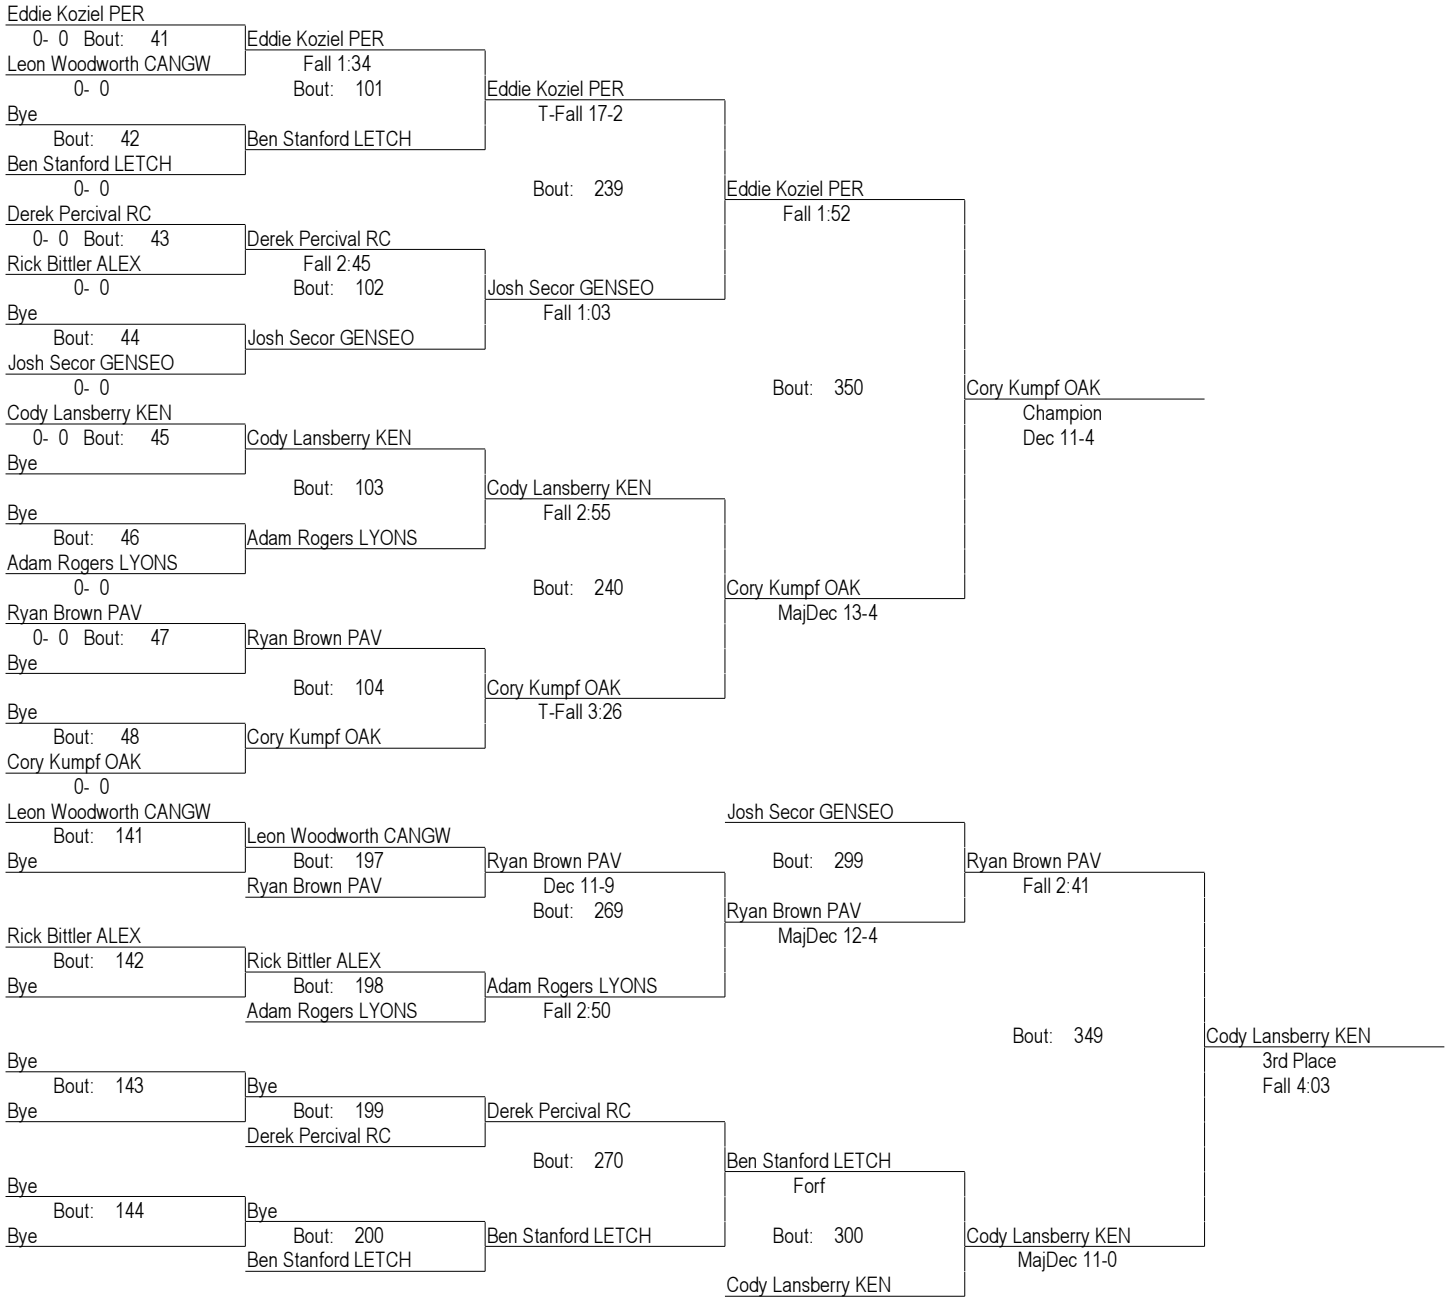 Eddie Koziel PER
0- 0 Bout: 41 Eddie Koziel PER
Leon Woodworth CANGW Fall 1:34
0- 0 Bout: 101 Eddie Koziel PER
Bye T-Fall 17-2
Bout: 42 Ben Stanford LETCH
Ben Stanford LETCH
0- 0 Bout: 239 Eddie Koziel PER
Derek Percival RC Fall 1:52
0- 0 Bout: 43 Derek Percival RC
Rick Bittler ALEX Fall 2:45
0- 0 Bout: 102 Josh Secor GENSEO
Bye Fall 1:03
Bout: 44 Josh Secor GENSEO
Josh Secor GENSEO
0- 0 Bout: 350 Cory Kumpf OAK
Cody Lansberry KEN Champion
0- 0 Bout: 45 Cody Lansberry KEN Dec 11-4
Bye
Bout: 103 Cody Lansberry KEN
Bye Fall 2:55
Bout: 46 Adam Rogers LYONS
Adam Rogers LYONS
0- 0 Bout: 240 Cory Kumpf OAK
Ryan Brown PAV MajDec 13-4
0- 0 Bout: 47 Ryan Brown PAV
Bye
Bout: 104 Cory Kumpf OAK
Bye T-Fall 3:26
Bout: 48 Cory Kumpf OAK
Cory Kumpf OAK
0- 0
Leon Woodworth CANGW Josh Secor GENSEO
Bout: 141 Leon Woodworth CANGW
Bye Bout: 197 Ryan Brown PAV Bout: 299 Ryan Brown PAV
Ryan Brown PAV Dec 11-9 Fall 2:41
Bout: 269 Ryan Brown PAV
Rick Bittler ALEX MajDec 12-4
Bout: 142 Rick Bittler ALEX
Bye Bout: 198 Adam Rogers LYONS
Adam Rogers LYONS Fall 2:50
Bout: 349 Cody Lansberry KEN
Bye 3rd Place
Bout: 143 Bye Fall 4:03
Bye Bout: 199 Derek Percival RC
Derek Percival RC
Bout: 270 Ben Stanford LETCH
Bye Forf
Bout: 144 Bye
Bye Bout: 200 Ben Stanford LETCH Bout: 300 Cody Lansberry KEN
Ben Stanford LETCH MajDec 11-0
Cody Lansberry KEN